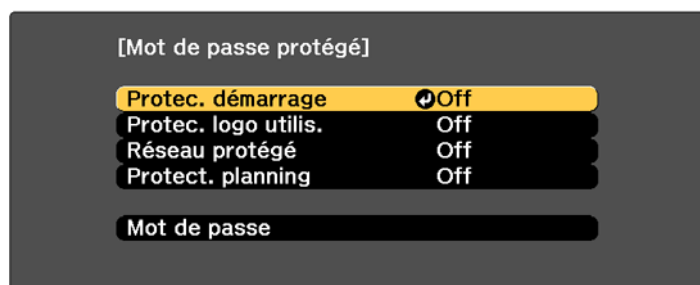 [Mot de passe protégé]
Protec. démarrage Off
Protec. logo utilis. Off
Réseau protégé Off
Protect. planning Off
Mot de passe